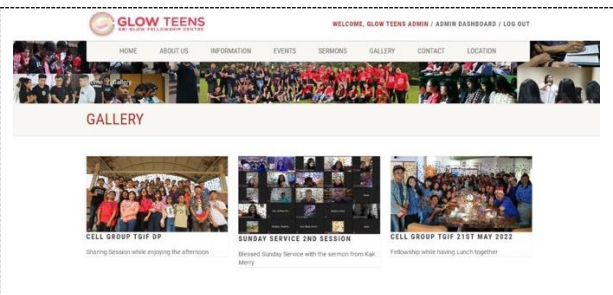 GLOW TEENS
GBI GLOW FELLOWSHIP CENTRE
WELCOME, GLOW TEENS ADMIN / ADMIN DASHBOARD / LOG OUT
HOME ABOUT US INFORMATION EVENTS SERMONS GALLERY CONTACT LOCATION
Gallery
GALLERY
CELL GROUP TGIF DP
Sharing Session while enjoying the afternoon
SUNDAY SERVICE 2ND SESSION
Blessed Sunday Service with the sermon from Kak
Merry
CELL GROUP TGIF 21ST MAY 2022
Fellowship while having Lunch together